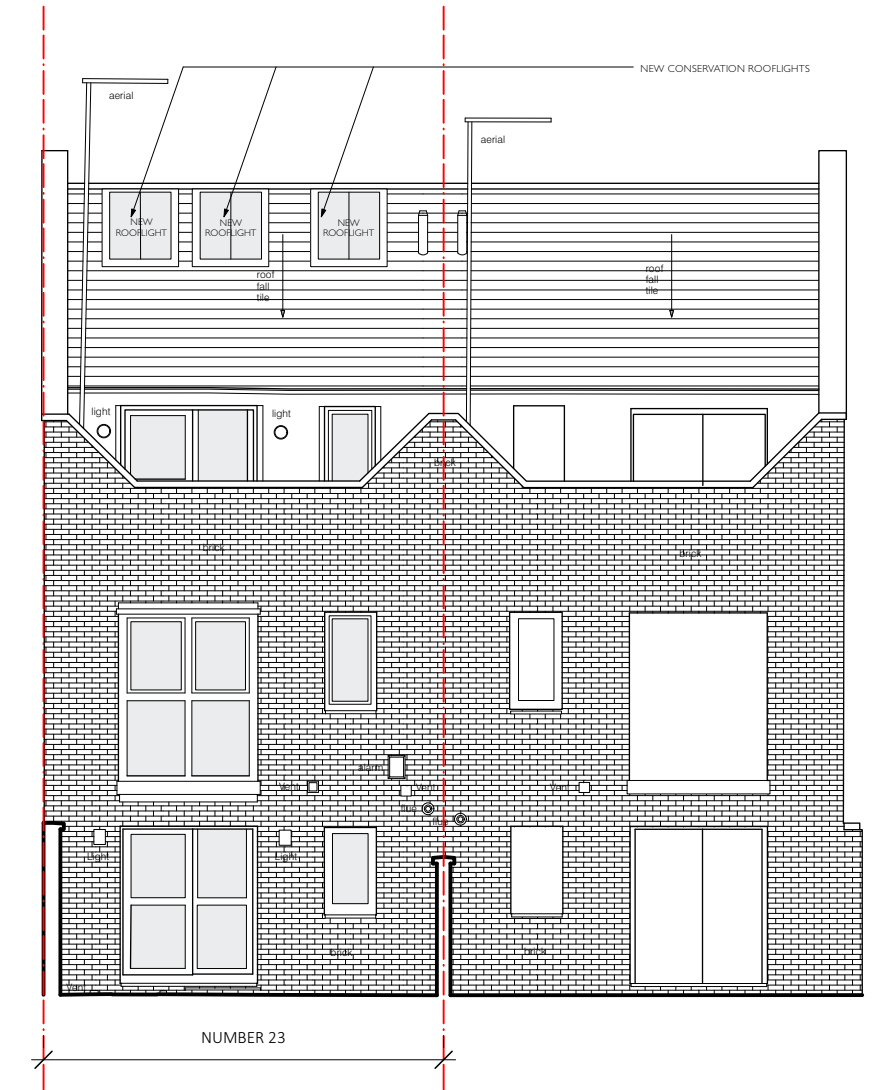 NEW CONSERVATION ROOFLIGHTS
aerial
aerial
NEW
ROOFLIGHT
NEW
ROOFLIGHT
NEW
ROOFLIGHT
roof
fall
tile
roof
fall
tile
light
light
brick
brick
brick
alarm
Vent
Vent
Vent
flue
flue
Light
Light
brick
brick
Vent
NUMBER 23